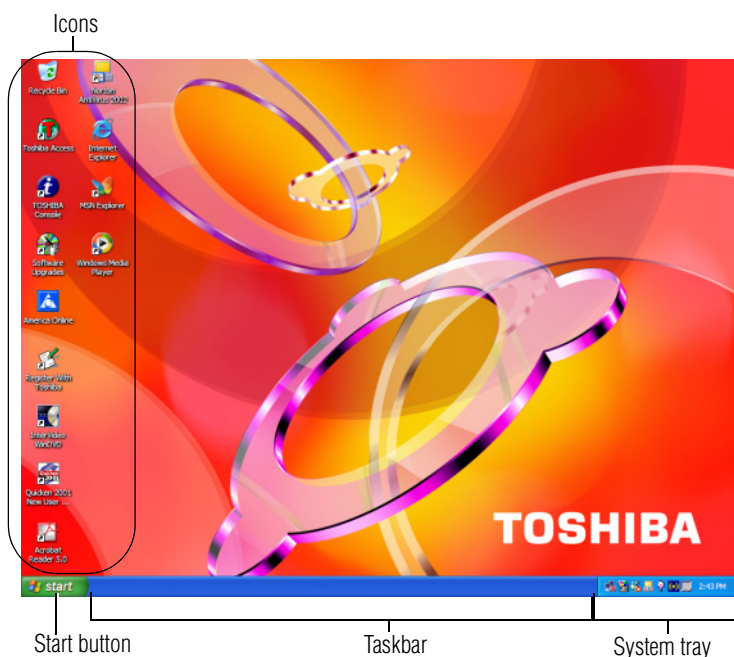 Icons
Recycle Bin
Norton
AntiVirus 2002
Toshiba Access
Internet
Explorer
TOSHIBA
Console
MSN Explorer
Software
Upgrades
Windows Media
Player
America Online
Register With
Toshiba
InterVideo
WinDVD
Quicken 2001
New User ...
Acrobat
Reader 5.0
TOSHIBA
start
2:43 PM
Start button
Taskbar
System tray